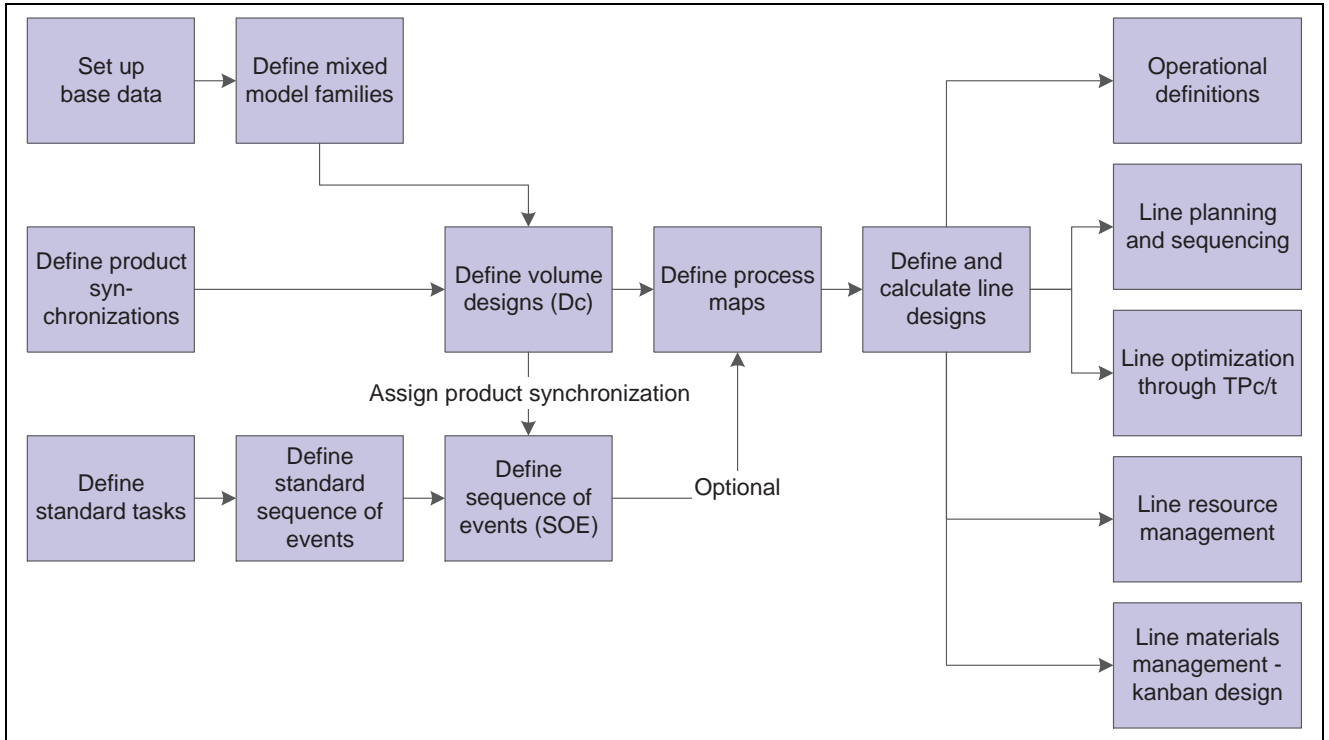 Set up
base data
Define mixed
model families
Operational
definitions
Define product
syn-
chronizations
Define volume
designs (Dc)
Define process
maps
Define and
calculate line
designs
Line planning
and sequencing
Line optimization
through TPc/t
Assign product synchronization
Define
standard tasks
Define
standard
sequence of
events
Define
sequence of
events (SOE)
Optional
Line resource
management
Line materials
management -
kanban design